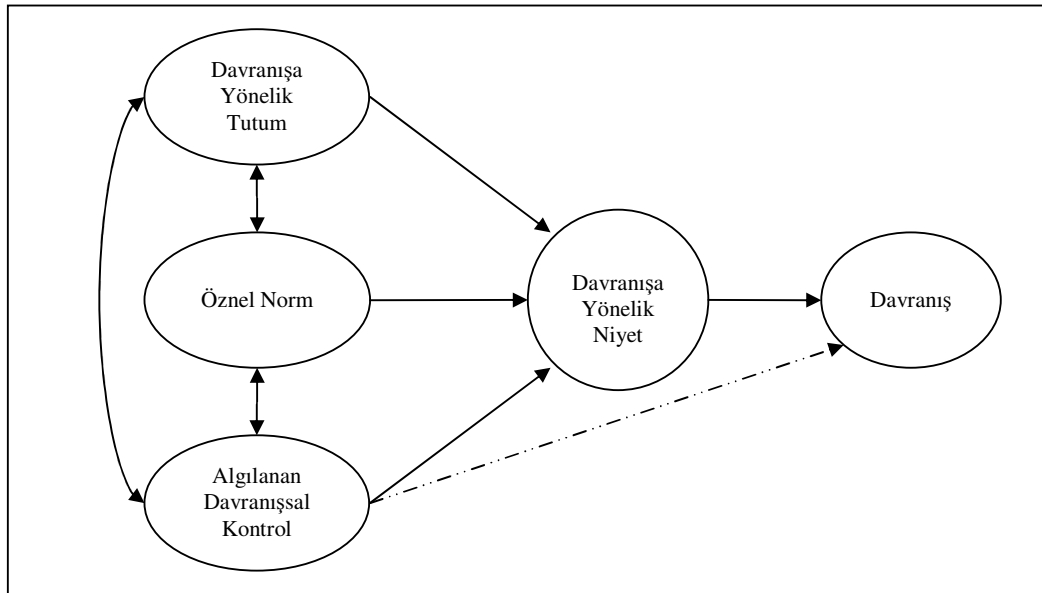 Davranışa
Yönelik
Tutum
Öznel Norm
Algılanan
Davranışsal
Kontrol
Davranışa
Yönelik
Niyet
Davranış